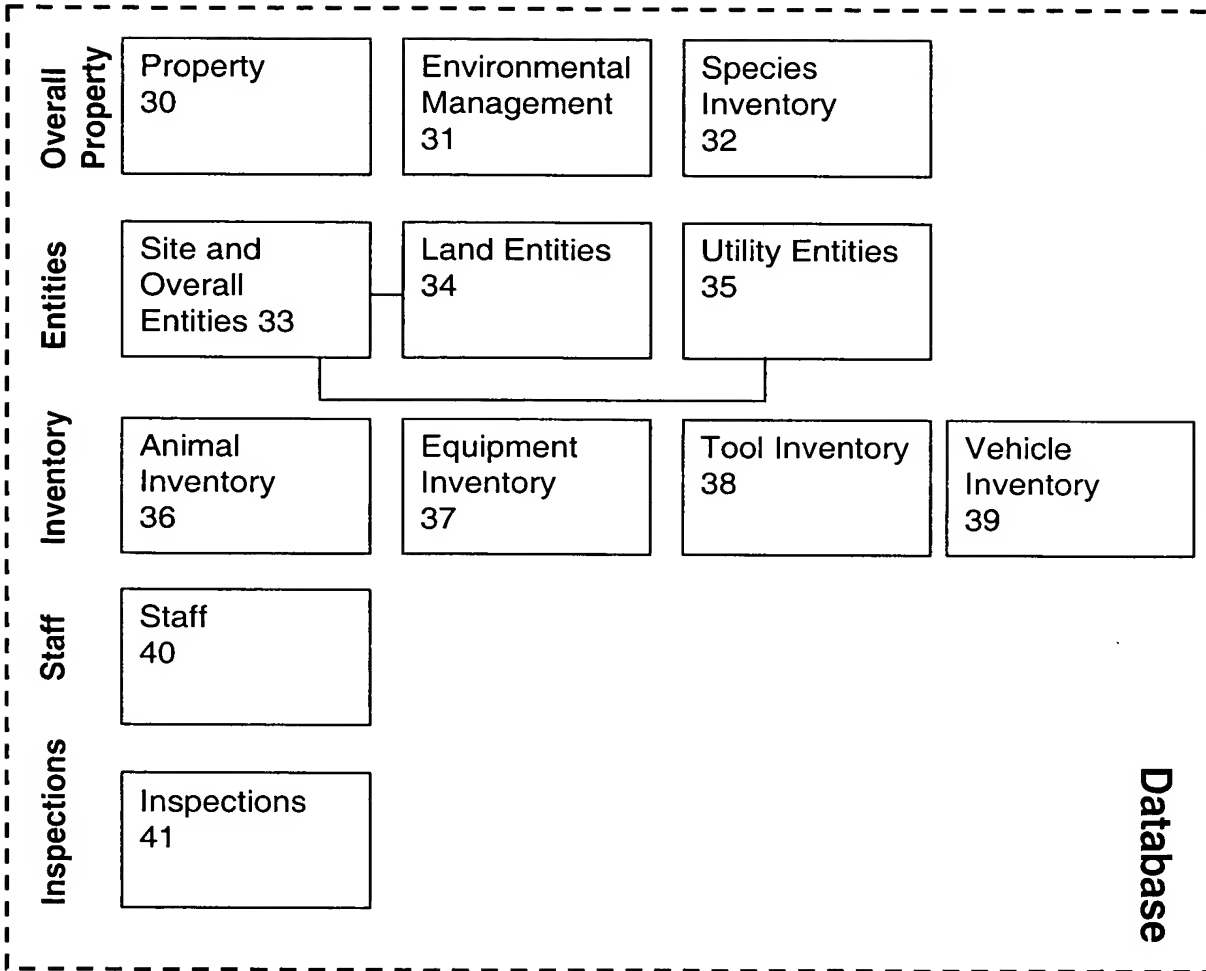 Overall
Property
Property
30
Environmental
Management
31
Species
Inventory
32
Entities
Site and
Overall
Entities 33
Land Entities
34
Utility Entities
35
Inventory
Animal
Inventory
36
Equipment
Inventory
37
Tool Inventory
38
Vehicle
Inventory
39
Staff
Staff
40
Inspections
Inspections
41
Database